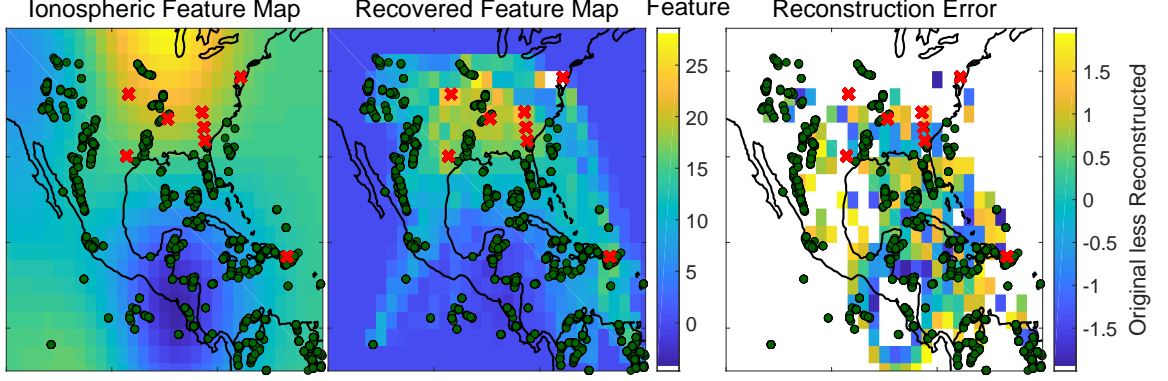 Ionospheric Feature Map
Recovered Feature Map
Feature
Reconstruction Error
25
20
15
10
5
0
1.5
1
0.5
0
-0.5
-1
-1.5
Original less Reconstructed